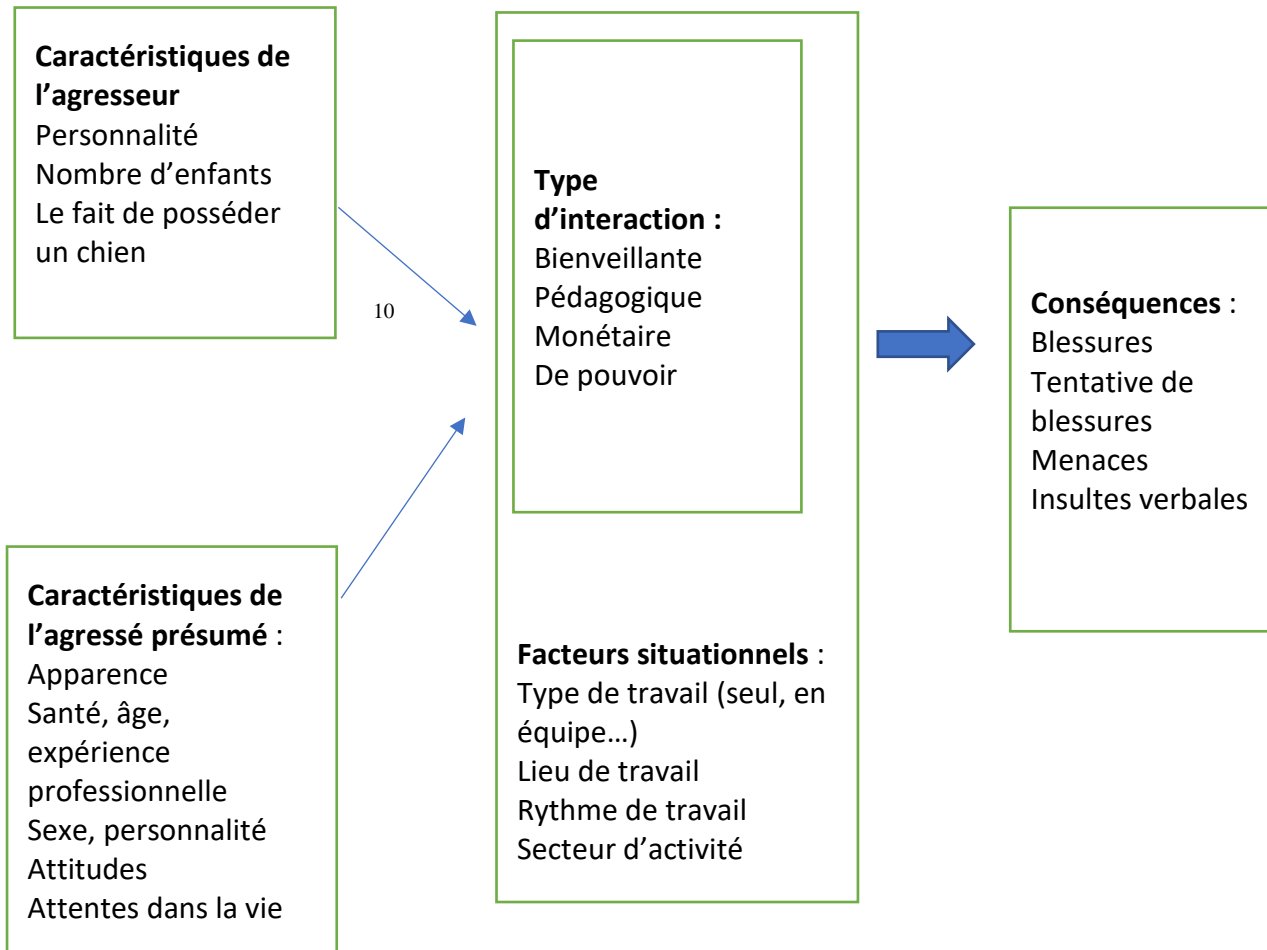 Caractéristiques de
l’agresseur
Personnalité
Nombre d’enfants
Le fait de posséder
un chien
10
Caractéristiques de
l’agressé présumé :
Apparence
Santé, âge,
expérience
professionnelle
Sexe, personnalité
Attitudes
Attentes dans la vie
Type
d’interaction :
Bienveillante
Pédagogique
Monétaire
De pouvoir
Facteurs situationnels :
Type de travail (seul, en
équipe…)
Lieu de travail
Rythme de travail
Secteur d’activité
Conséquences :
Blessures
Tentative de
blessures
Menaces
Insultes verbales